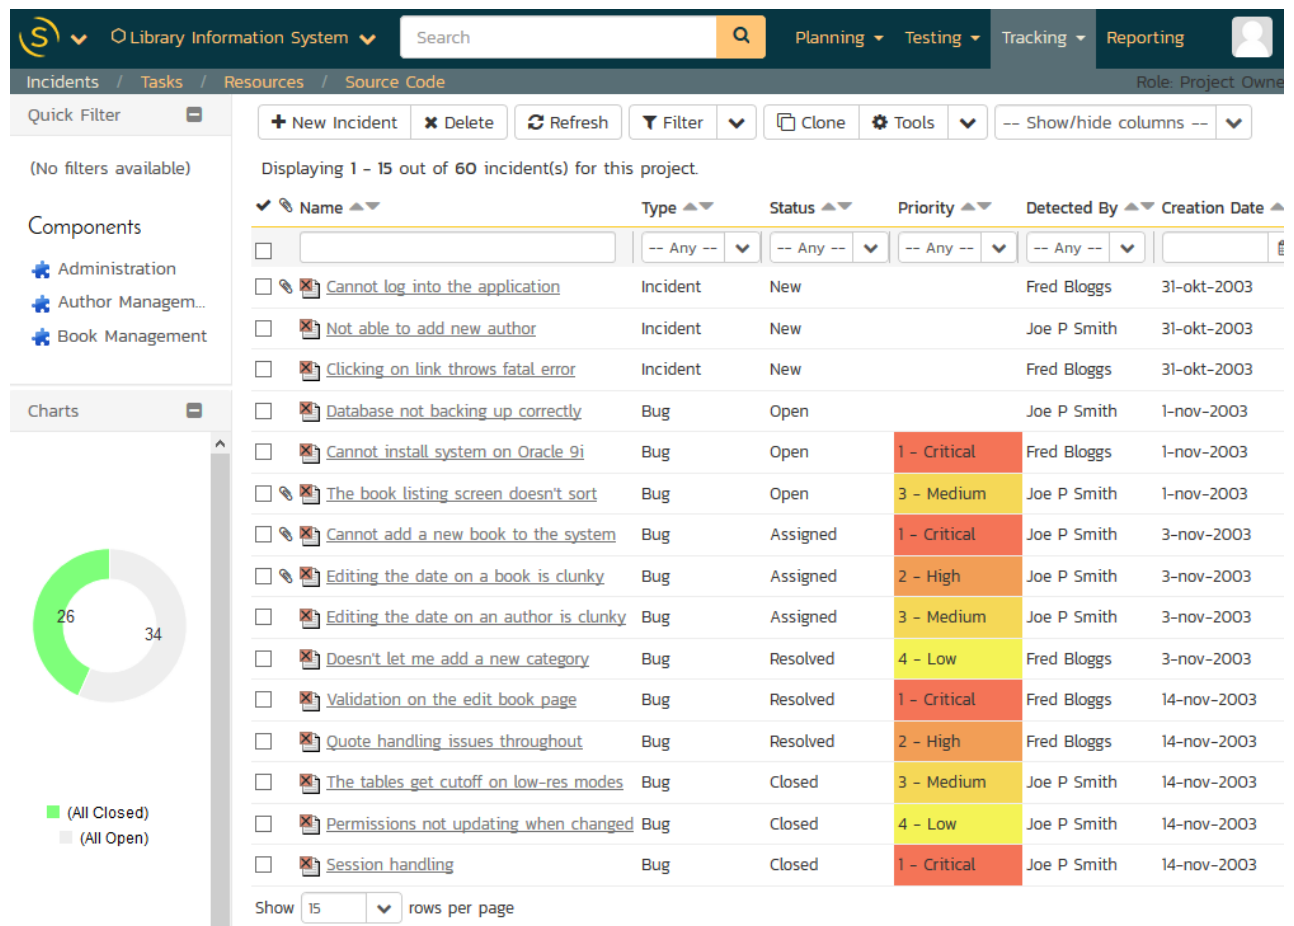 Library Information System Search Planning Testing Tracking Reporting
Incidents / Tasks / Resources / Source Code Role: Project Owne
Quick Filter New Incident Delete Refresh Filter Clone Tools -- Show/hide columns --
(No filters available) Displaying 1 - 15 out of 60 incident(s) for this project.
Name Type Status Priority Detected By Creation Date
Components
-- Any -- -- Any -- -- Any -- -- Any --
Administration
Author Managem...
Book Management
Cannot log into the application Incident New Fred Bloggs 31-okt-2003
Not able to add new author Incident New Joe P Smith 31-okt-2003
Clicking on link throws fatal error Incident New Fred Bloggs 31-okt-2003
Charts
Database not backing up correctly Bug Open Joe P Smith 1-nov-2003
Cannot install system on Oracle 9i Bug Open 1 - Critical Fred Bloggs 1-nov-2003
The book listing screen doesn't sort Bug Open 3 - Medium Joe P Smith 1-nov-2003
Cannot add a new book to the system Bug Assigned 1 - Critical Joe P Smith 3-nov-2003
Editing the date on a book is clunky Bug Assigned 2 - High Joe P Smith 3-nov-2003
Editing the date on an author is clunky Bug Assigned 3 - Medium Joe P Smith 3-nov-2003
Doesn't let me add a new category Bug Resolved 4 - Low Fred Bloggs 3-nov-2003
Validation on the edit book page Bug Resolved 1 - Critical Fred Bloggs 14-nov-2003
Quote handling issues throughout Bug Resolved 2 - High Fred Bloggs 14-nov-2003
The tables get cutoff on low-res modes Bug Closed 3 - Medium Joe P Smith 14-nov-2003
Permissions not updating when changed Bug Closed 4 - Low Joe P Smith 14-nov-2003
Session handling Bug Closed 1 - Critical Joe P Smith 14-nov-2003
26
34
(All Closed)
(All Open)
Show 15 rows per page